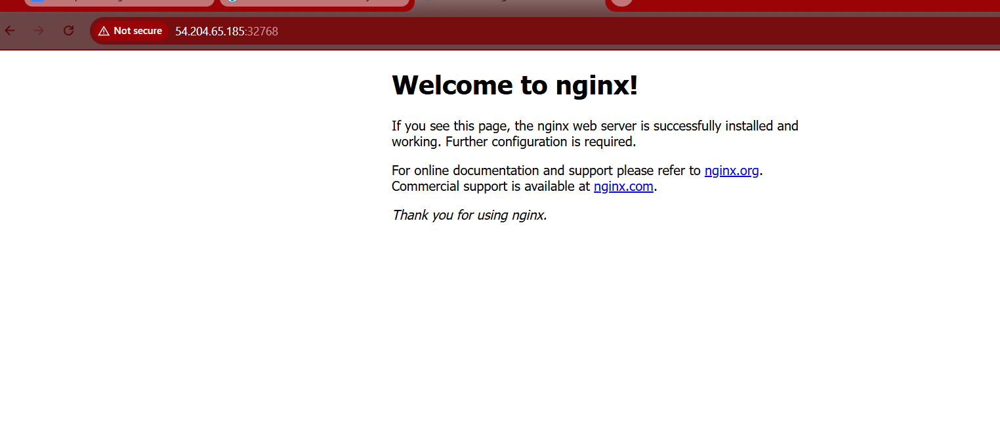 Not secure
54.204.65.185:32768
Welcome to nginx!
If you see this page, the nginx web server is successfully installed and
working. Further configuration is required.
For online documentation and support please refer to nginx.org.
Commercial support is available at nginx.com.
Thank you for using nginx.